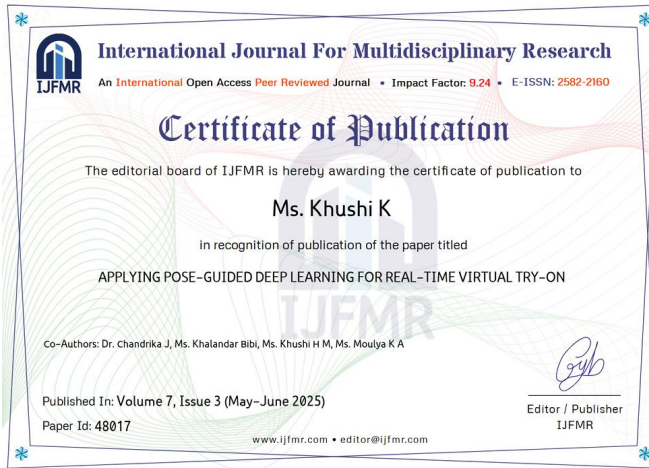 IJFMR
International Journal For Multidisciplinary Research
An International Open Access Peer Reviewed Journal • Impact Factor: 9.24 • E-ISSN: 2582-2160
Certificate of Publication
The editorial board of IJFMR is hereby awarding the certificate of publication to
Ms. Khushi K
in recognition of publication of the paper titled
APPLYING POSE-GUIDED DEEP LEARNING FOR REAL-TIME VIRTUAL TRY-ON
IJFMR
Co-Authors: Dr. Chandrika J, Ms. Khalandar Bibi, Ms. Khushi H M, Ms. Moulya K A
Published In: Volume 7, Issue 3 (May-June 2025)
Paper Id: 48017
Editor / Publisher
IJFMR
www.ijfmr.com • editor@ijfmr.com